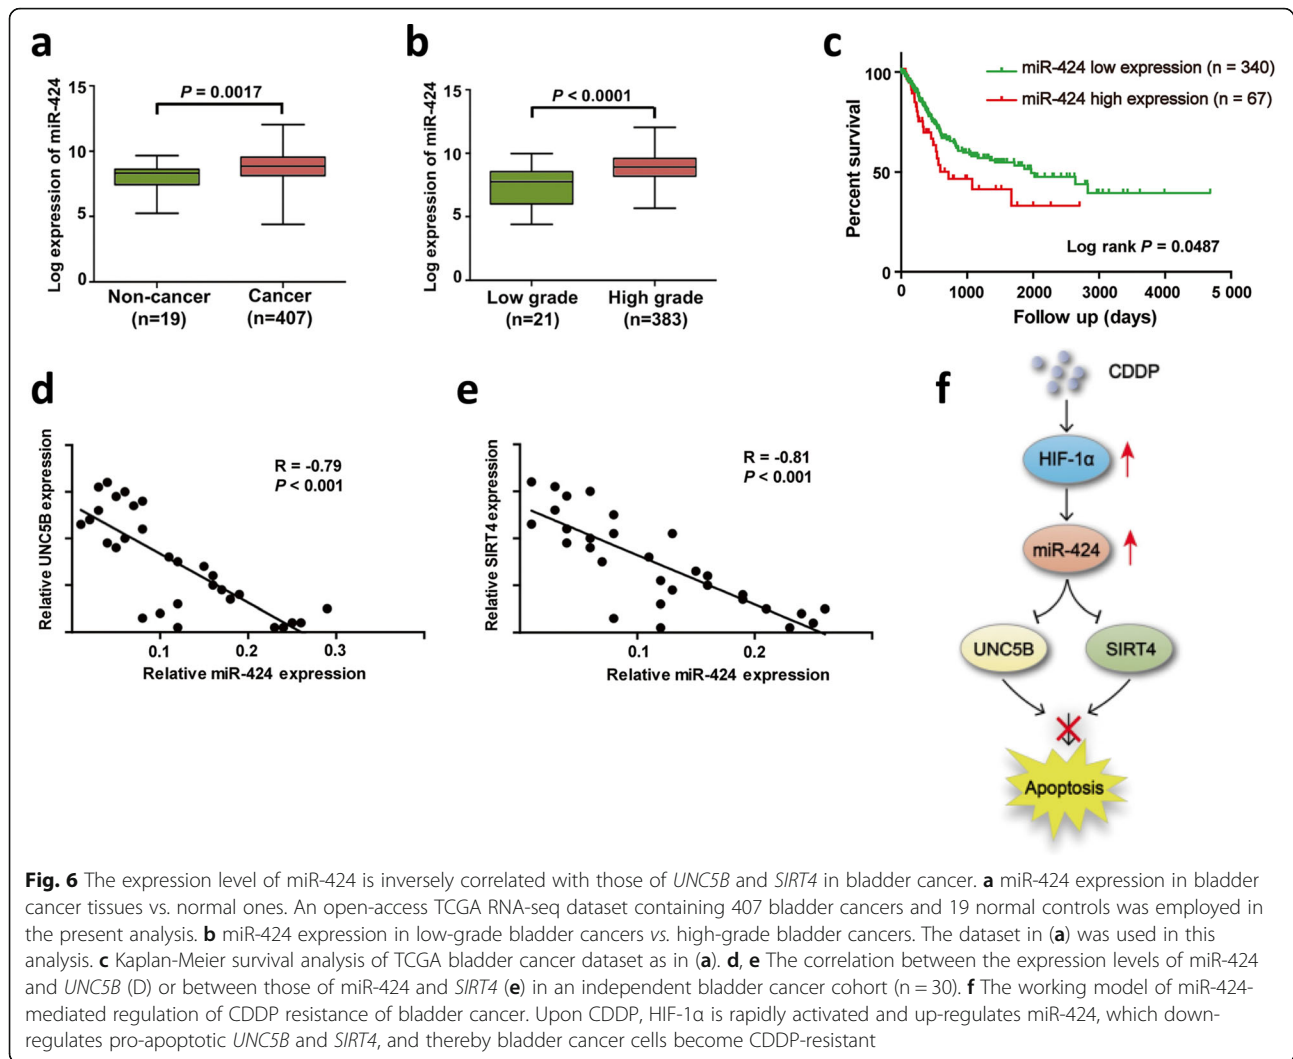 a
Log expression of miR-424
15
10
5
0
P = 0.0017
Non-cancer
(n=19)
Cancer
(n=407)
b
Log expression of miR-424
15
10
5
0
P < 0.0001
Low grade
(n=21)
High grade
(n=383)
c
miR-424 low expression (n = 340)
miR-424 high expression (n = 67)
Percent survival
100
50
0
Log rank P = 0.0487
0 1000 2000 3000 4000 5 000
Follow up (days)
d
Relative UNC5B expression
R = -0.79
P < 0.001
0.1 0.2 0.3
Relative miR-424 expression
e
Relative SIRT4 expression
R = -0.81
P < 0.001
0.1 0.2
Relative miR-424 expression
f
CDDP
HIF-1α
miR-424
UNC5B
SIRT4
Apoptosis
Fig. 6 The expression level of miR-424 is inversely correlated with those of UNC5B and SIRT4 in bladder cancer. a miR-424 expression in bladder
cancer tissues vs. normal ones. An open-access TCGA RNA-seq dataset containing 407 bladder cancers and 19 normal controls was employed in
the present analysis. b miR-424 expression in low-grade bladder cancers vs. high-grade bladder cancers. The dataset in (a) was used in this
analysis. c Kaplan-Meier survival analysis of TCGA bladder cancer dataset as in (a). d, e The correlation between the expression levels of miR-424
and UNC5B (D) or between those of miR-424 and SIRT4 (e) in an independent bladder cancer cohort (n = 30). f The working model of miR-424-
mediated regulation of CDDP resistance of bladder cancer. Upon CDDP, HIF-1α is rapidly activated and up-regulates miR-424, which down-
regulates pro-apoptotic UNC5B and SIRT4, and thereby bladder cancer cells become CDDP-resistant